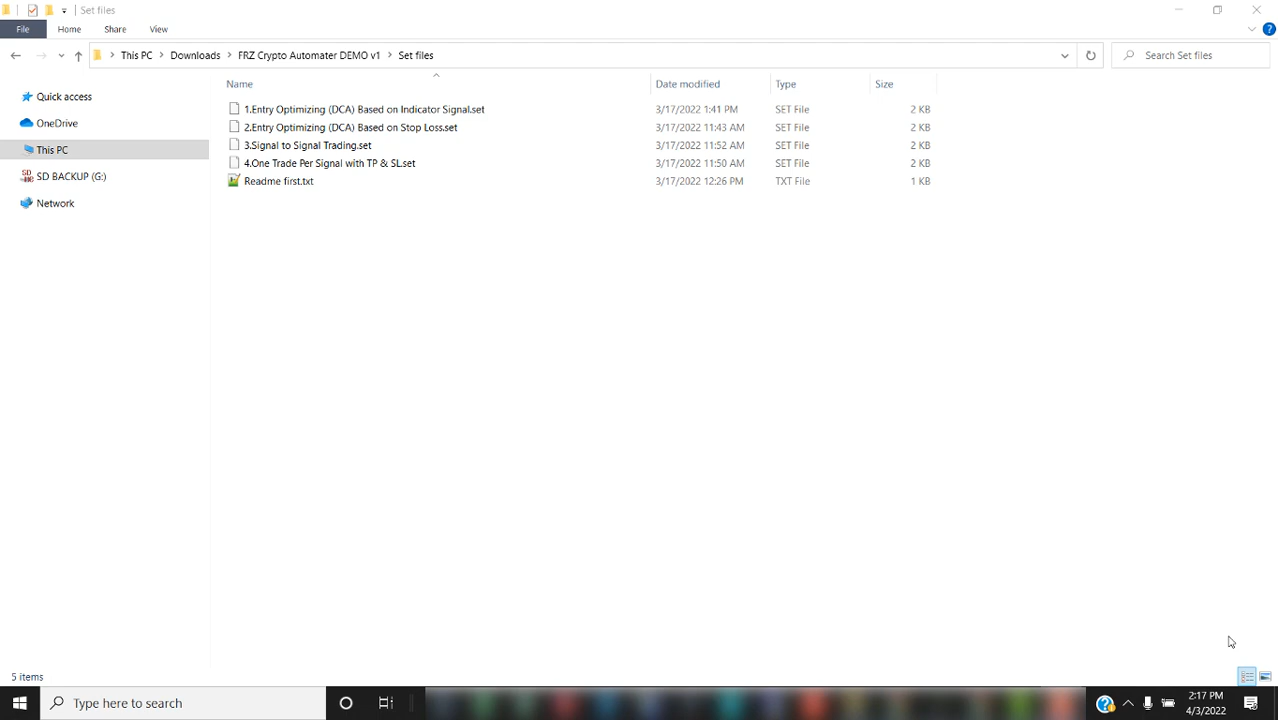 Set files
File Home Share View
This PC Downloads FRZ Crypto Automater DEMO v1 Set files Search Set files
Name Date modified Type Size
Quick access
OneDrive
This PC
SD BACKUP (G:)
Network
1.Entry Optimizing (DCA) Based on Indicator Signal.set 3/17/2022 1:41 PM SET File 2 KB
2.Entry Optimizing (DCA) Based on Stop Loss.set 3/17/2022 11:43 AM SET File 2 KB
3.Signal to Signal Trading.set 3/17/2022 11:52 AM SET File 2 KB
4.One Trade Per Signal with TP & SL.set 3/17/2022 11:50 AM SET File 2 KB
Readme first.txt 3/17/2022 12:26 PM TXT File 1 KB
5 items
Type here to search
2:17 PM
4/3/2022